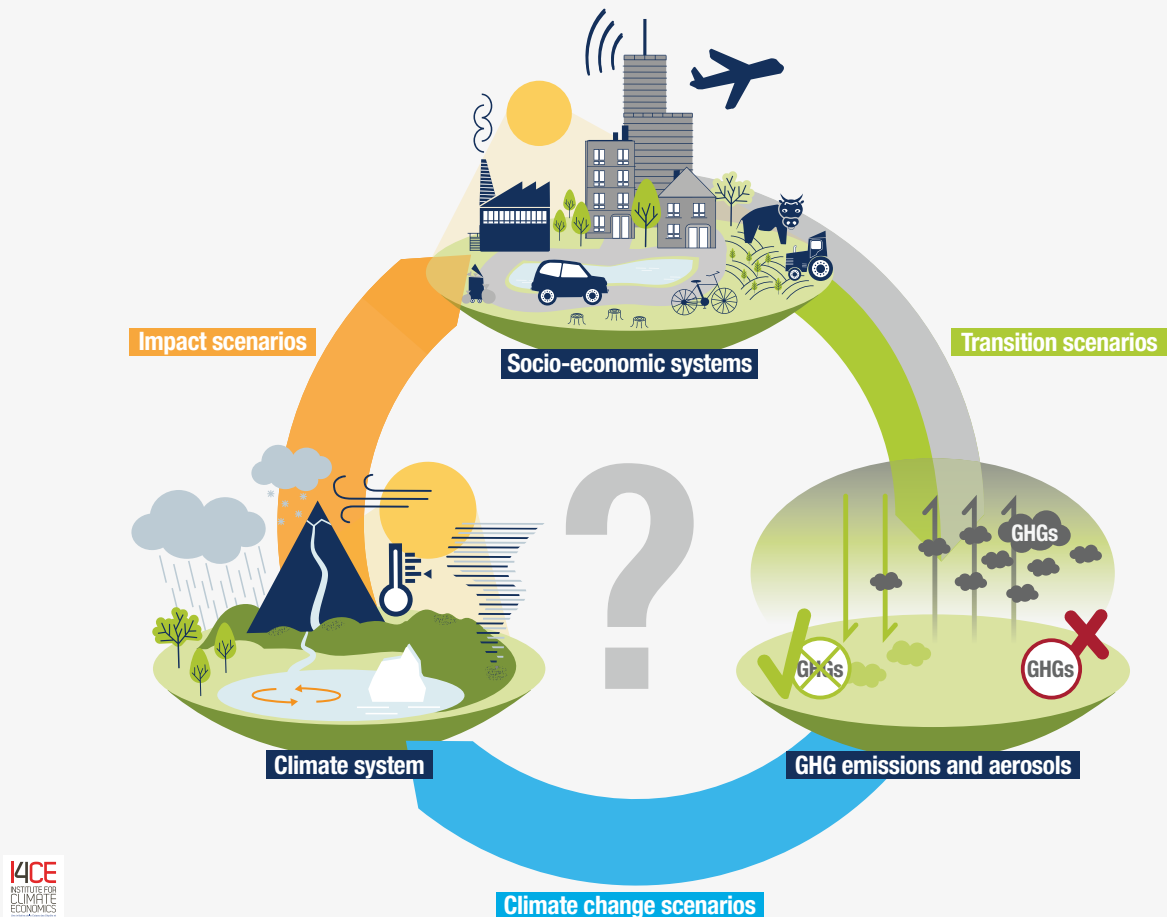 Impact scenarios
Socio-economic systems
Transition scenarios
GHGs
GHGs
GHGs
Climate system
GHG emissions and aerosols
Climate change scenarios
I4CE
INSTITUTE FOR
CLIMATE
ECONOMICS